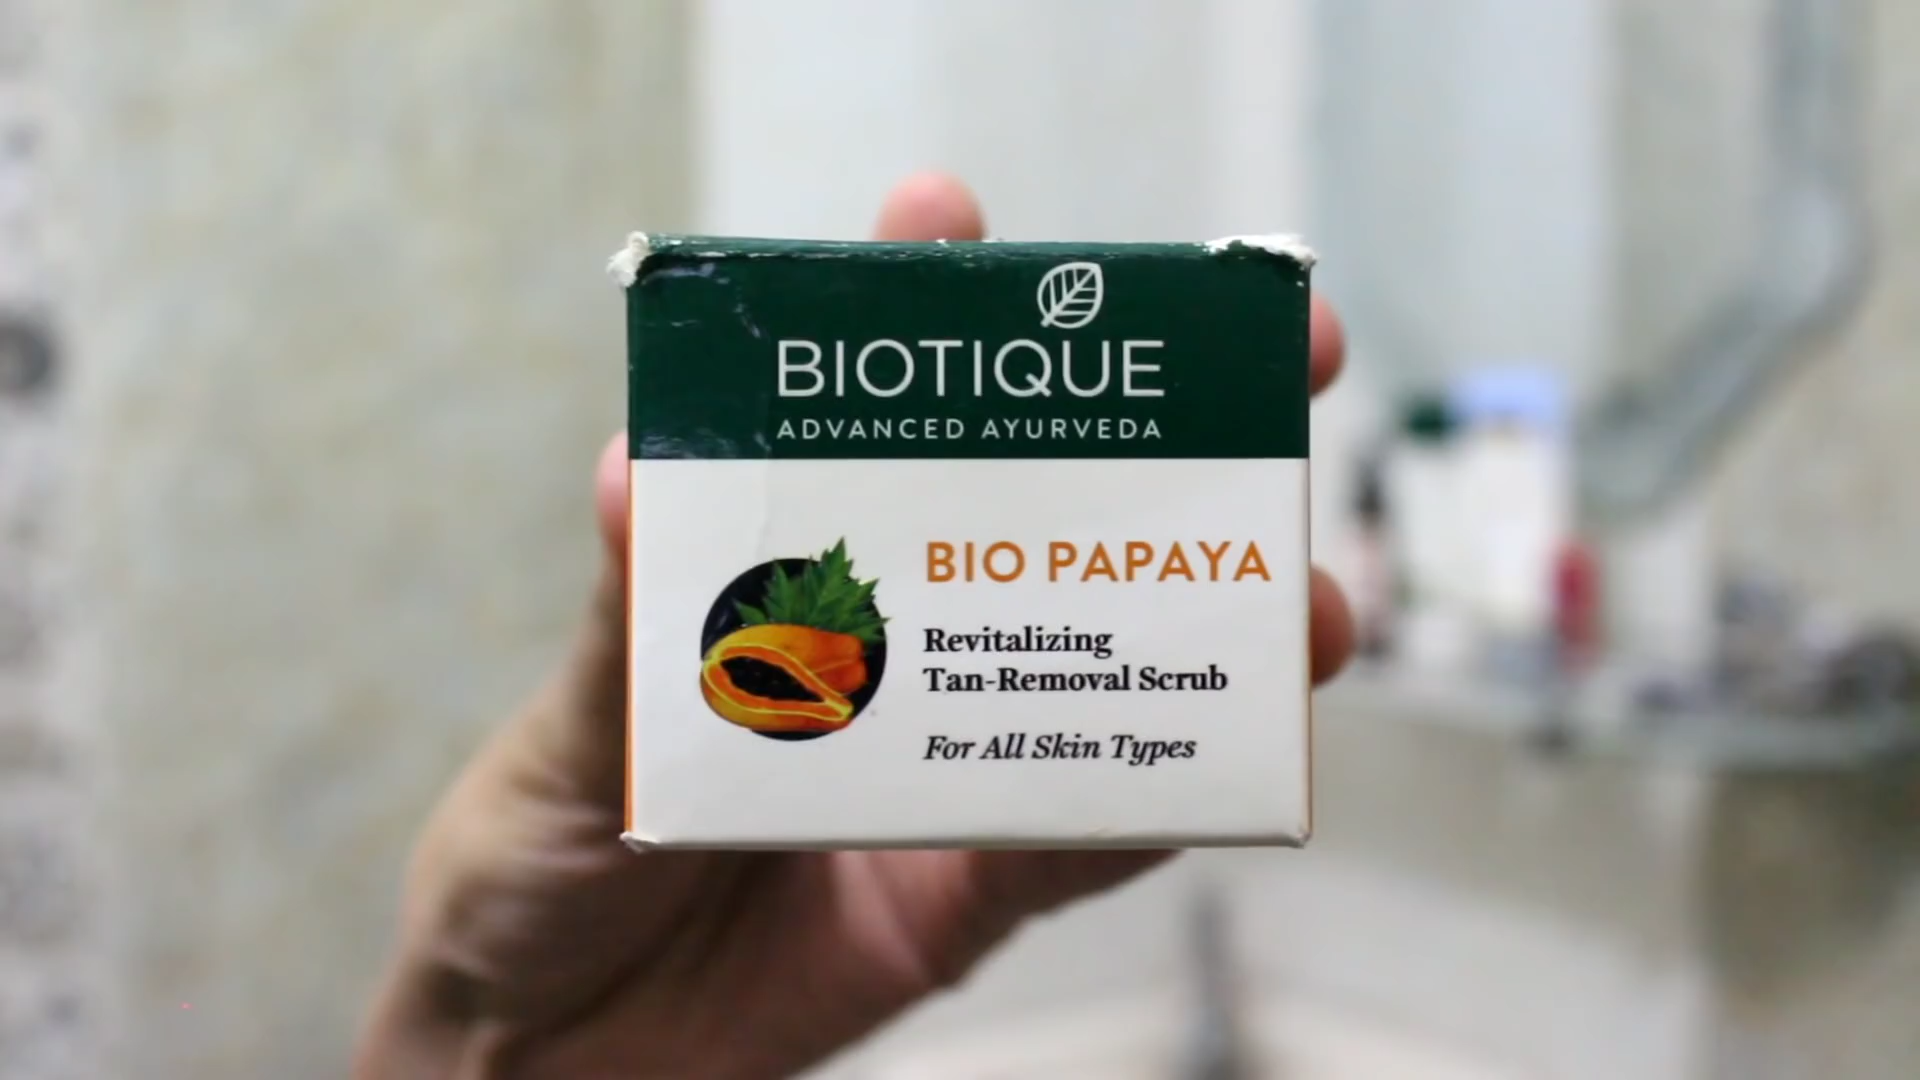 BIOTIQUE
ADVANCED AYURVEDA
BIO PAPAYA
Revitalizing
Tan-Removal Scrub
For All Skin Types